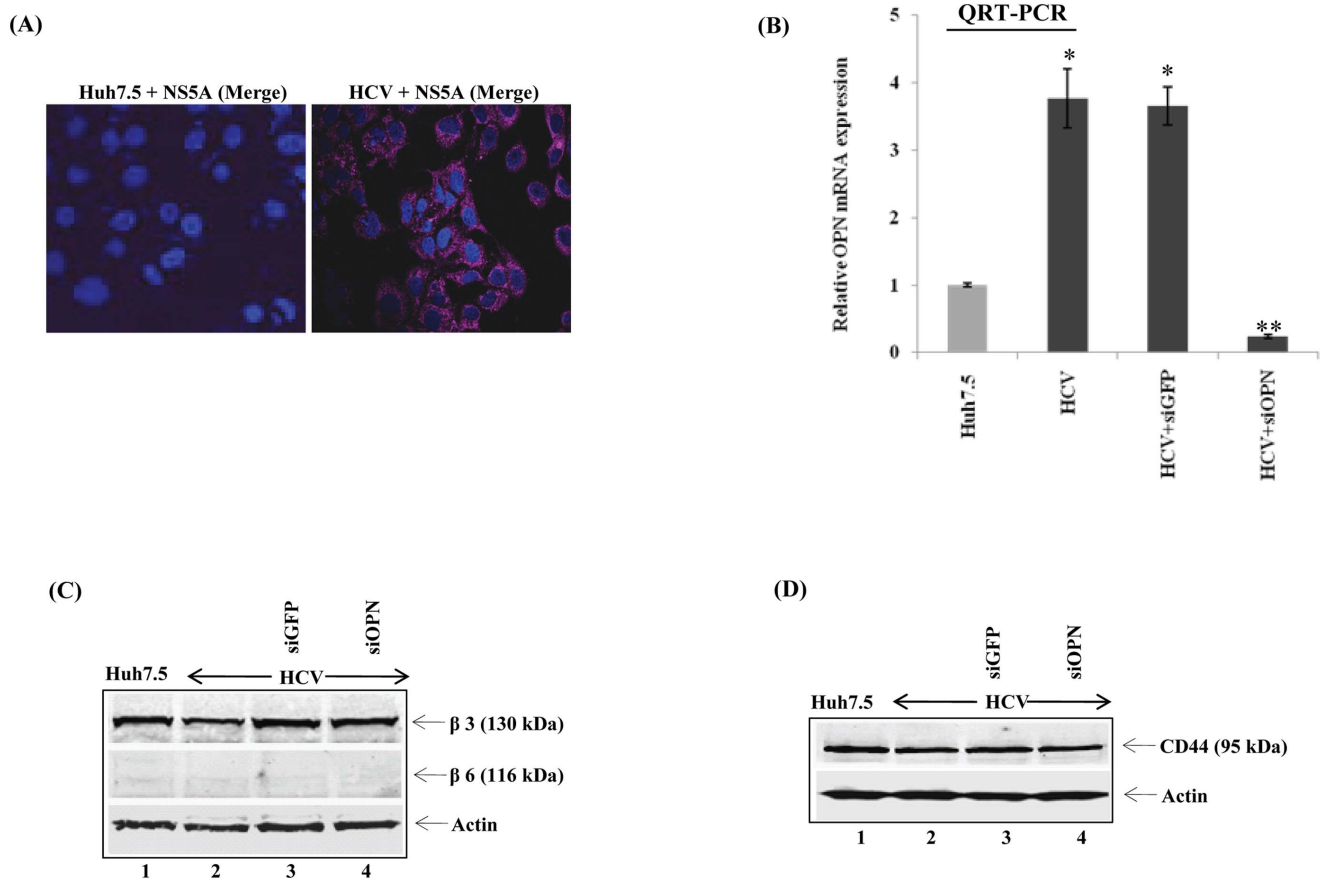 (A)
Huh7.5 + NS5A (Merge)
HCV + NS5A (Merge)
(B)
QRT-PCR
Relative OPN mRNA expression
5
4
3
2
1
0
*
*
**
Huh7.5
HCV
HCV+siGFP
HCV+siOPN
(C)
siGFP
siOPN
Huh7.5
HCV
β 3 (130 kDa)
β 6 (116 kDa)
Actin
1 2 3 4
(D)
siGFP
siOPN
Huh7.5
HCV
CD44 (95 kDa)
Actin
1 2 3 4